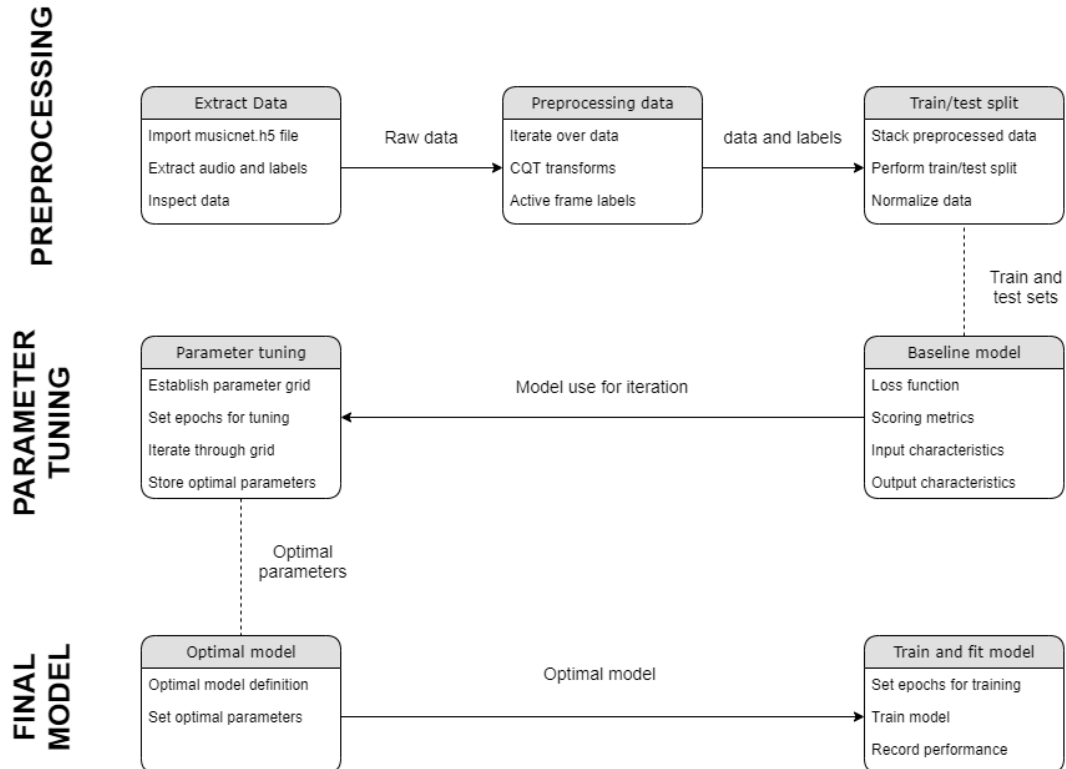 PREPROCESSING
Extract Data
Import musicnet.h5 file
Extract audio and labels
Inspect data
Raw data
Preprocessing data
Iterate over data
CQT transforms
Active frame labels
data and labels
Train/test split
Stack preprocessed data
Perform train/test split
Normalize data
Train and
test sets
PARAMETER
TUNING
Parameter tuning
Establish parameter grid
Set epochs for tuning
Iterate through grid
Store optimal parameters
Model use for iteration
Baseline model
Loss function
Scoring metrics
Input characteristics
Output characteristics
Optimal
parameters
FINAL
MODEL
Optimal model
Optimal model definition
Set optimal parameters
Optimal model
Train and fit model
Set epochs for training
Train model
Record performance